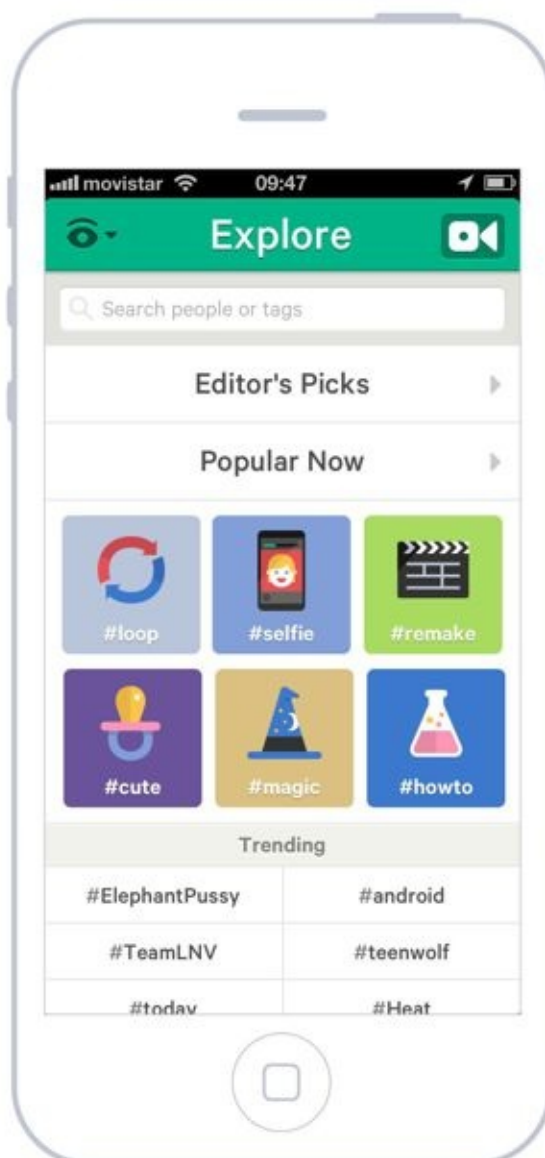 movistar 09:47
Explore
Search people or tags
Editor's Picks
Popular Now
#loop #selfie #remake
#cute #magic #howto
Trending
#ElephantPussy #android
#TeamLNV #teenwolf
#today #Heat